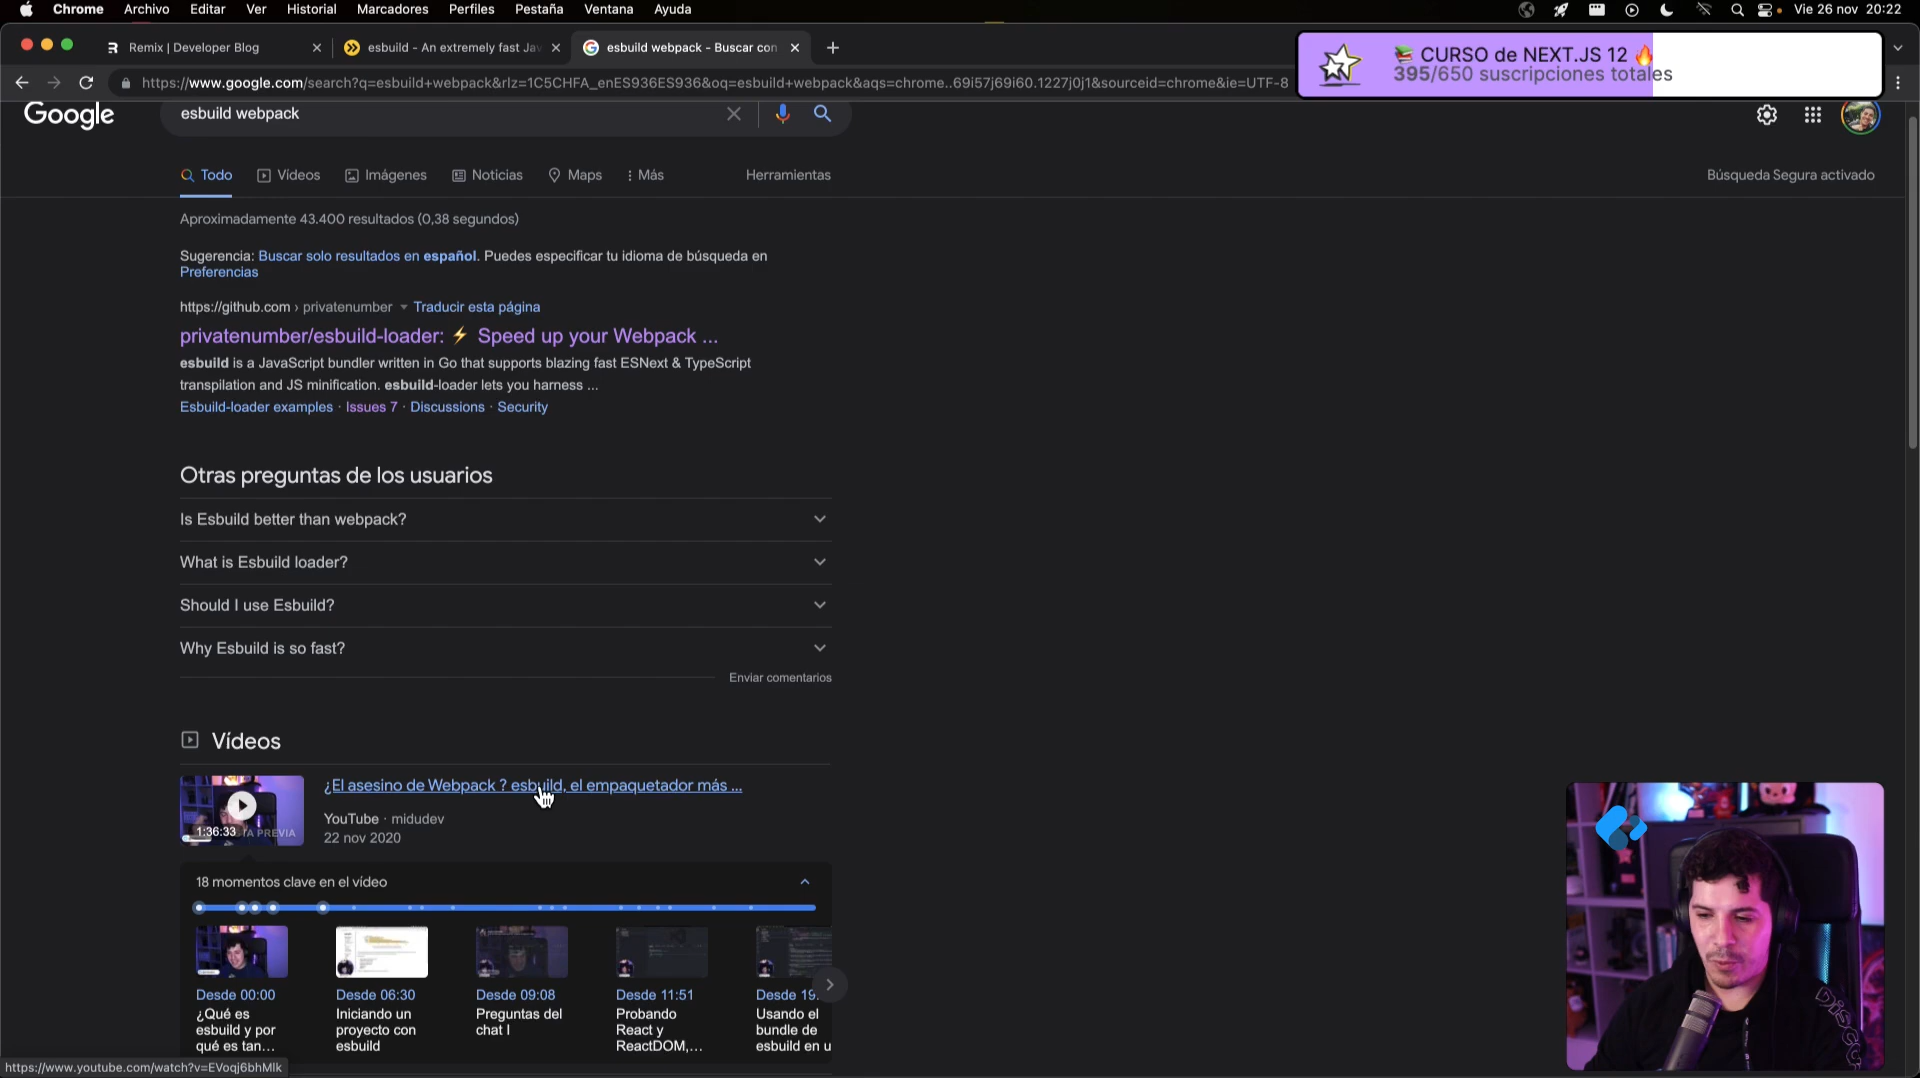 Chrome Archivo Editar Ver Historial Marcadores Perfiles Pestaña Ventana Ayuda
Vie 26 nov 20:22
Remix | Developer Blog
esbuild - An extremely fast Jav
esbuild webpack - Buscar con
https://www.google.com/search?q=esbuild+webpack&rlz=1C5CHFA_enES936ES936&oq=esbuild+webpack&aqs=chrome..69i57j69i60.1227j0j1&sourceid=chrome&ie=UTF-8
📚 CURSO de NEXT.JS 12 🔥
395/650 suscripciones totales
Google
esbuild webpack
Todo Vídeos Imágenes Noticias Maps Más Herramientas
Búsqueda Segura activado
Aproximadamente 43.400 resultados (0,38 segundos)
Sugerencia: Buscar solo resultados en español. Puedes especificar tu idioma de búsqueda en
Preferencias
https://github.com › privatenumber Traducir esta página
privatenumber/esbuild-loader: ⚡ Speed up your Webpack ...
esbuild is a JavaScript bundler written in Go that supports blazing fast ESNext & TypeScript
transpilation and JS minification. esbuild-loader lets you harness ...
Esbuild-loader examples · Issues 7 · Discussions · Security
Otras preguntas de los usuarios
Is Esbuild better than webpack?
What is Esbuild loader?
Should I use Esbuild?
Why Esbuild is so fast?
Enviar comentarios
Vídeos
¿El asesino de Webpack ? esbuild, el empaquetador más ...
YouTube · midudev
22 nov 2020
1:36:33
TA PREVIA
18 momentos clave en el vídeo
Desde 00:00
¿Qué es
esbuild y por
qué es tan...
Desde 06:30
Iniciando un
proyecto con
esbuild
Desde 09:08
Preguntas del
chat I
Desde 11:51
Probando
React y
ReactDOM,...
Desde 19:
Usando el
bundle de
esbuild en u
https://www.youtube.com/watch?v=EVoqj6bhMlk